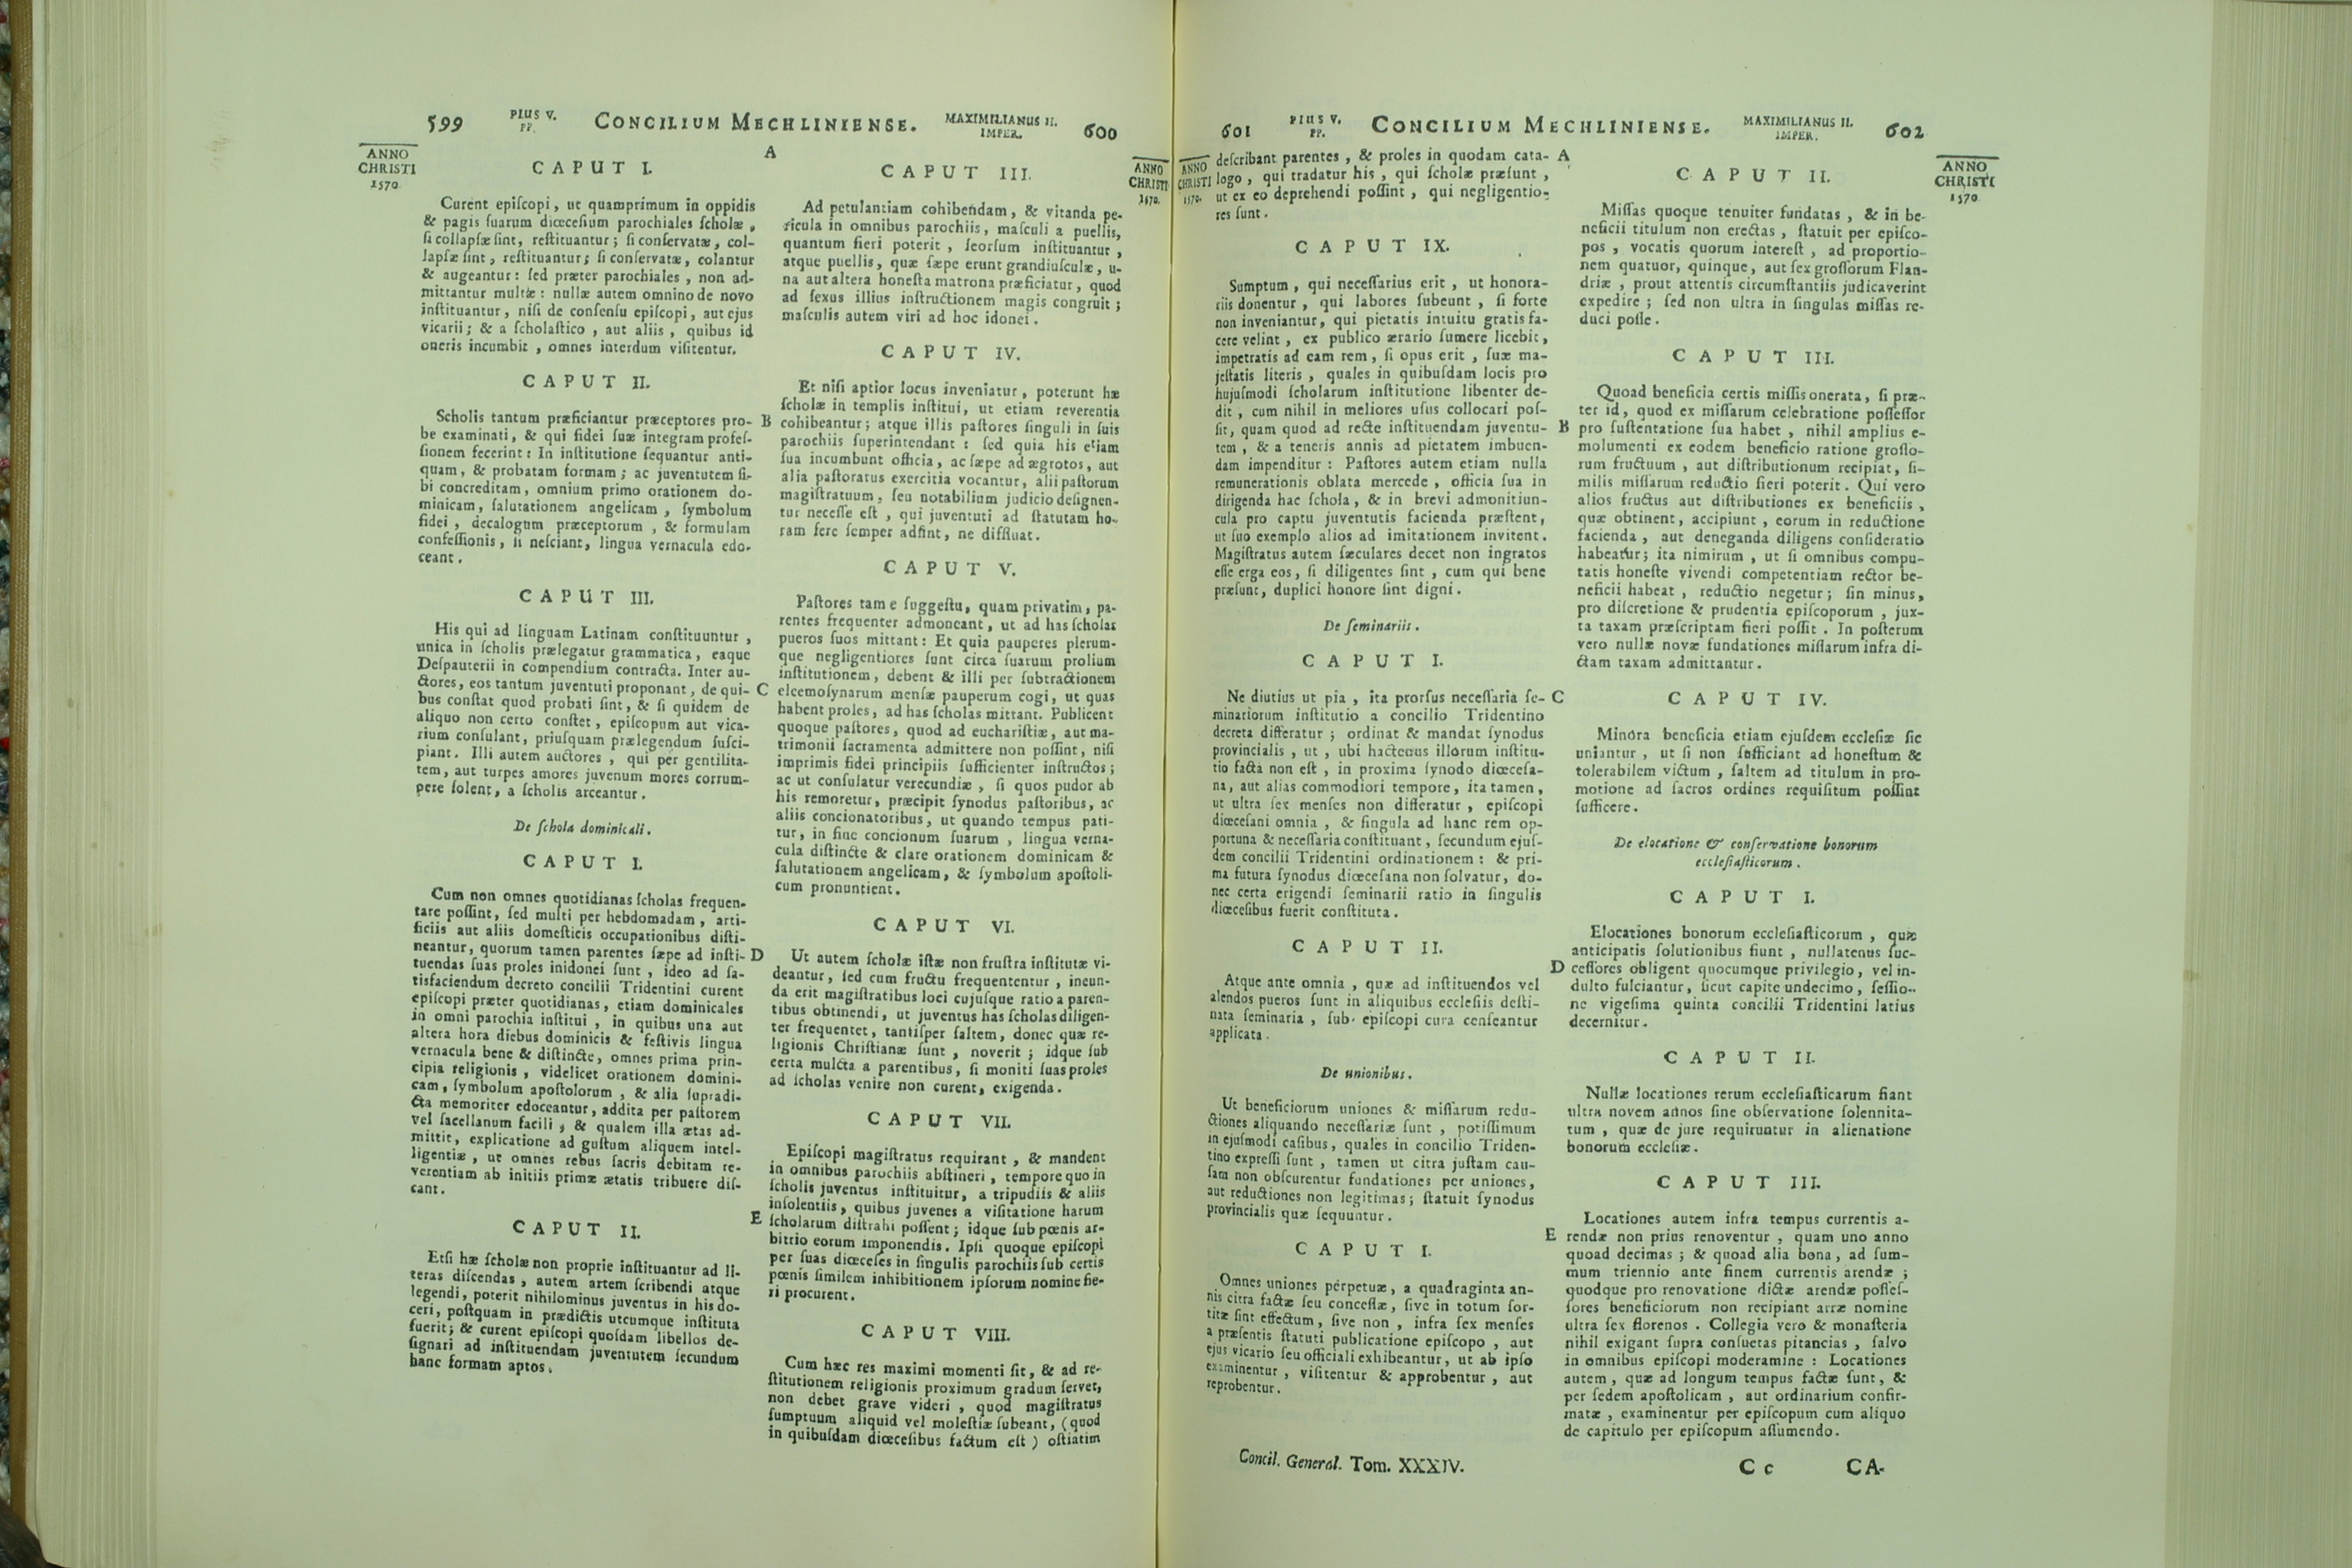 599 PIUS V. PP. CONCILIUM MECHLINIENSE. MAXIMILIANUS II. IMPER. 600
ANNO
CHRISTI
1570.
CAPUT I.
Curent epiſcopi, ut quamprimum in oppidis
& pagis ſuarum diœceſium parochiales ſcholæ,
ſi collapſæ ſint, reſtituantur; ſi conſervatæ, col-
lapſæ ſint, reſtituantur; ſi conſervatæ, colantur
& augeantur: ſed præter parochiales, non ad-
mittantur multæ: nullæ autem omnino de novo
inſtituantur, niſi de conſenſu epiſcopi, aut ejus
vicarii; & a ſcholaſtico, aut aliis, quibus id
oneris incumbit, omnes interdum viſitentur.
CAPUT II.
Scholis tantum præficiantur præceptores pro-
be examinati, & qui fidei ſuæ integram profeſ-
ſionem fecerint: In inſtitutione ſequantur anti-
quam, & probatam formam; ac juventutem ſi-
bi concreditam, omnium primo orationem do-
minicam, ſalutationem angelicam, ſymbolum
fidei, decalogum præceptorum, & formulam
confeſſionis, ſi neſciant, lingua vernacula edo-
ceant.
CAPUT III.
His qui ad linguam Latinam conſtituuntur,
unica in ſcholis prælegatur grammatica, eaque
Deſpauterii in compendium contracta. Inter au-
ctores, eos tantum juventuti proponant, de qui-
bus conſtat quod probati ſint, & ſi quidem de
aliquo non certo conſtet, epiſcopum aut vica-
rium conſulant, priuſquam prælegendum ſuſci-
piant. Illi autem auctores, qui per gentilita-
tem, aut turpes amores juvenum mores corrum-
pere ſolent, a ſcholis arceantur.
De ſchola dominicali.
CAPUT I.
Cum non omnes quotidianas ſcholas frequen-
tare poſſint, ſed multi per hebdomadam, arti-
ficiis aut aliis domeſticis occupationibus diſti-
neantur, quorum tamen parentes ſæpe ad inſti-
tuendas ſuas proles inidonei ſunt, ideo ad ſa-
tisfaciendum decreto concilii Tridentini curent
epiſcopi præter quotidianas, etiam dominicales
in omni parochia inſtitui, in quibus una aut
altera hora diebus dominicis & feſtivis lingua
vernacula bene & diſtincte, omnes prima prin-
cipia religionis, videlicet orationem domini-
cam, ſymbolum apoſtolorum, & alia ſupradi-
cta memoriter edoceantur, addita per paſtorem
vel ſacellanum facili, & qualem illa ætas ad-
mittit, explicatione ad guſtum aliquem intel-
ligentiæ, ut omnes rebus ſacris debitam re-
verentiam ab initiis primæ ætatis tribuere diſ-
cant.
CAPUT II.
Etſi hæ ſcholæ non proprie inſtituantur ad li-
teras diſcendas, autem artem ſcribendi atque
legendi, poterit nihilominus juventus in his do-
ceri, poſtquam in prædictis utcumque inſtituta
fuerit; & curent epiſcopi quoſdam libellos de-
ſignari ad inſtituendam juventutem ſecundum
hanc formam aptos.
A
B
C
D
E
CAPUT III.
Ad petulantiam cohibendam, & vitanda pe-
ricula in omnibus parochiis, maſculi a puellis,
quantum fieri poterit, ſeorſum inſtituantur,
atque puellis, quæ ſæpe erunt grandiuſculæ, u-
na aut altera honeſta matrona præficiatur, quod
ad ſexus illius inſtructionem magis congruit;
maſculis autem viri ad hoc idonei.
CAPUT IV.
Et niſi aptior locus inveniatur, poterunt hæ
ſcholæ in templis inſtitui, ut etiam reverentia
cohibeantur; atque illis paſtores ſinguli in ſuis
parochiis ſuperintendant: ſed quia his etiam
ſua incumbunt officia, ac ſæpe ad ægrotos, aut
alia paſtoratus exercitia vocantur, alii paſtorum
magiſtratuum, ſeu notabilium judicio deſignen-
tur neceſſe eſt, qui juventuti ad ſtatutam ho-
ram fere ſemper adſint, ne diffluat.
CAPUT V.
Paſtores tam e ſuggeſtu, quam privatim, pa-
rentes frequenter admoneant, ut ad has ſcholas
pueros ſuos mittant: Et quia pauperes plerum-
que negligentiores ſunt circa ſuarum prolium
inſtitutionem, debent & illi per ſubtractionem
eleemoſynarum menſæ pauperum cogi, ut quas
habent proles, ad has ſcholas mittant. Publicent
quoque paſtores, quod ad euchariſtiæ, aut ma-
trimonii ſacramenta admittere non poſſint, niſi
imprimis fidei principiis ſufficienter inſtructos;
ac ut conſulatur verecundiæ, ſi quos pudor ab
his remoretur, præcipit ſynodus paſtoribus, ac
aliis concionatoribus, ut quando tempus pati-
tur, in fine concionum ſuarum, lingua verna-
cula diſtincte & clare orationem dominicam &
ſalutationem angelicam, & ſymbolum apoſtoli-
cum pronuntient.
CAPUT VI.
Ut autem ſcholæ iſtæ non fruſtra inſtitutæ vi-
deantur, ſed cum fructu frequententur, ineun-
da erit magiſtratibus loci cujuſque ratio a paren-
tibus obtinendi, ut juventus has ſcholas diligen-
ter frequentet, tantiſper ſaltem, donec quæ re-
ligionis Chriſtianæ ſunt, noverit; idque ſub
certa mulcta a parentibus, ſi moniti ſuas proles
ad ſcholas venire non curent, exigenda.
CAPUT VII.
Epiſcopi magiſtratus requirant, & mandent
in omnibus parochiis abſtineri, tempore quo in
ſcholis juventus inſtituitur, a tripudiis & aliis
inſolentiis, quibus juvenes a viſitatione harum
ſcholarum diſtrahi poſſent; idque ſub pœnis ar-
bitrio eorum imponendis. Ipſi quoque epiſcopi
per ſuas diœceſes in ſingulis parochiis ſub certis
pœnis ſimilem inhibitionem ipſorum nomine fie-
ri procurent.
CAPUT VIII.
Cum hæc res maximi momenti ſit, & ad re-
ſtitutionem religionis proximum gradum ſervet,
non debet grave videri, quod magiſtratus
ſumptuum aliquid vel moleſtiæ ſubeant, (quod
in quibuſdam diœceſibus factum eſt) oſtiatim
ANNO
CHRISTI
1570.
601 PIUS V. PP. CONCILIUM MECHLINIENSE. MAXIMILIANUS II. IMPER. 602
ANNO
CHRISTI
1570.
deſcribant parentes, & proles in quodam cata-
logo, qui tradatur his, qui ſcholæ præſunt,
ut ex eo deprehendi poſſint, qui negligentio-
res ſunt.
CAPUT IX.
Sumptum, qui neceſſarius erit, ut honora-
riis donentur, qui labores ſubeunt, ſi forte
non inveniantur, qui pietatis intuitu gratis fa-
cere velint, ex publico ærario ſumere licebit,
impetratis ad eam rem, ſi opus erit, ſuæ ma-
jeſtatis literis, quales in quibuſdam locis pro
hujuſmodi ſcholarum inſtitutione libenter de-
dit, cum nihil in meliores uſus collocari poſ-
ſit, quam quod ad recte inſtituendam juventu-
tem, & a teneris annis ad pietatem imbuen-
dam impenditur: Paſtores autem etiam nulla
remunerationis oblata mercede, officia ſua in
dirigenda hac ſchola, & in brevi admonitiun-
cula pro captu juventutis facienda præſtent,
ut ſuo exemplo alios ad imitationem invitent.
Magiſtratus autem ſæculares decet non ingratos
eſſe erga eos, ſi diligentes ſint, cum qui bene
præſunt, duplici honore ſint digni.
De ſeminariis.
CAPUT I.
Ne diutius ut pia, ita prorſus neceſſaria ſe-
minariorum inſtitutio a concilio Tridentino
decreta differatur; ordinat & mandat ſynodus
provincialis, ut, ubi hactenus illorum inſtitu-
tio facta non eſt, in proxima ſynodo diœceſa-
na, aut alias commodiori tempore, ita tamen,
ut ultra ſex menſes non differatur, epiſcopi
diœceſani omnia, & ſingula ad hanc rem op-
portuna & neceſſaria conſtituant, ſecundum ejuſ-
dem concilii Tridentini ordinationem: & pri-
ma futura ſynodus diœceſana non ſolvatur, do-
nec certa erigendi ſeminarii ratio in ſingulis
diœceſibus fuerit conſtituta.
CAPUT II.
Atque ante omnia, quæ ad inſtituendos vel
alendos pueros ſunt in aliquibus eccleſiis deſti-
nata ſeminaria, ſub epiſcopi cura cenſeantur
applicata.
De unionibus.
Ut beneficiorum uniones & miſſarum redu-
ctiones aliquando neceſſariæ ſunt, potiſſimum
in ejuſmodi caſibus, quales in concilio Triden-
tino expreſſi ſunt, tamen ut citra juſtam cau-
ſam non obſcurentur fundationes per uniones,
aut reductiones non legitimas; ſtatuit ſynodus
provincialis quæ ſequuntur.
CAPUT I.
Omnes uniones perpetuæ, a quadraginta an-
nis citra factæ ſeu conceſſæ, ſive in totum ſor-
titæ ſint effectum, ſive non, infra ſex menſes
a præſentis ſtatuti publicatione epiſcopo, aut
ejus vicario ſeu officiali exhibeantur, ut ab ipſo
examinentur, viſitentur & approbentur, aut
reprobentur.
A
B
C
D
E
CAPUT II.
Miſſas quoque tenuiter fundatas, & in be-
neficii titulum non erectas, ſtatuit per epiſco-
pos, vocatis quorum intereſt, ad proportio-
nem quatuor, quinque, aut ſex groſſorum Flan-
driæ, prout attentis circumſtantiis judicaverint
expedire; ſed non ultra in ſingulas miſſas re-
duci poſſe.
CAPUT III.
Quoad beneficia certis miſſis onerata, ſi præ-
ter id, quod ex miſſarum celebratione poſſeſſor
pro ſuſtentatione ſua habet, nihil amplius e-
molumenti ex eodem beneficio ratione groſſo-
rum fructuum, aut diſtributionum recipiat, ſi-
milis miſſarum reductio fieri poterit. Qui vero
alios fructus aut diſtributiones ex beneficiis,
quæ obtinent, accipiunt, eorum in reductione
facienda, aut deneganda diligens conſideratio
habeatur; ita nimirum, ut ſi omnibus compu-
tatis honeſte vivendi competentiam rector be-
neficii habeat, reductio negetur; ſin minus,
pro diſcretione & prudentia epiſcoporum, jux-
ta taxam præſcriptam fieri poſſit. In poſterum
vero nullæ novæ fundationes miſſarum infra di-
ctam taxam admittantur.
CAPUT IV.
Minora beneficia etiam ejuſdem eccleſiæ ſic
uniantur, ut ſi non ſufficiant ad honeſtum &
tolerabilem victum, ſaltem ad titulum in pro-
motione ad ſacros ordines requiſitum poſſint
ſufficere.
De elocatione & conſervatione bonorum
eccleſiaſticorum.
CAPUT I.
Elocationes bonorum eccleſiaſticorum, quæ
anticipatis ſolutionibus fiunt, nullatenus ſuc-
ceſſores obligent quocumque privilegio, vel in-
dulto fulciantur, ſicut capite undecimo, ſeſſio-
ne vigeſima quinta concilii Tridentini latius
decernitur.
CAPUT II.
Nullæ locationes rerum eccleſiaſticarum fiant
ultra novem annos ſine obſervatione ſolennita-
tum, quæ de jure requiruntur in alienatione
bonorum eccleſiæ.
CAPUT III.
Locationes autem infra tempus currentis a-
rendæ non prius renoventur, quam uno anno
quoad decimas; & quoad alia bona, ad ſum-
mum triennio ante finem currentis arendæ;
quodque pro renovatione dictæ arendæ poſſeſ-
ſores beneficiorum non recipiant arræ nomine
ultra ſex florenos. Collegia vero & monaſteria
nihil exigant ſupra conſuetas pitancias, ſalvo
in omnibus epiſcopi moderamine: Locationes
autem, quæ ad longum tempus factæ ſunt, &
per ſedem apoſtolicam, aut ordinarium confir-
matæ, examinentur per epiſcopum cum aliquo
de capitulo per epiſcopum aſſumendo.
ANNO
CHRISTI
1570.
Concil. General. Tom. XXXIV. C c CA-